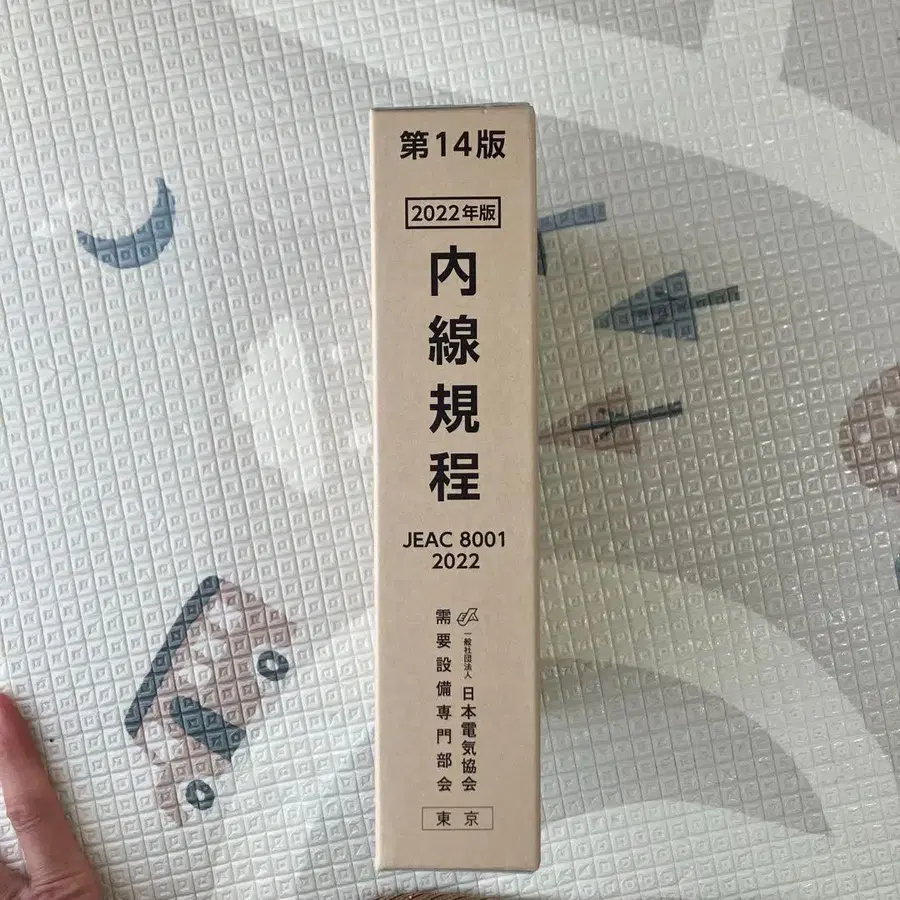 第14版
2022年版
内線規程
JEAC 8001
2022
一般社団法人 日本電気協会
需要設備専門部会
東京